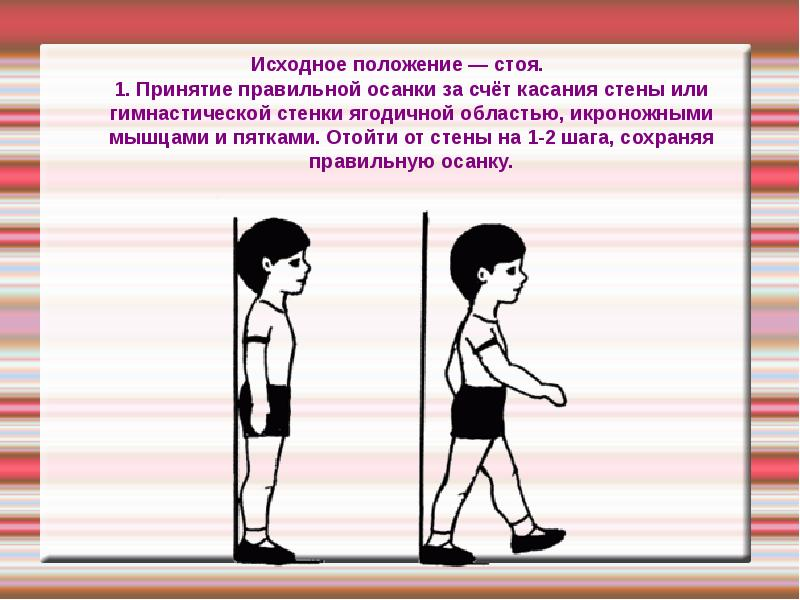 Исходное положение — стоя.
1. Принятие правильной осанки за счёт касания стены или
гимнастической стенки ягодичной областью, икроножными
мышцами и пятками. Отойти от стены на 1-2 шага, сохраняя
правильную осанку.